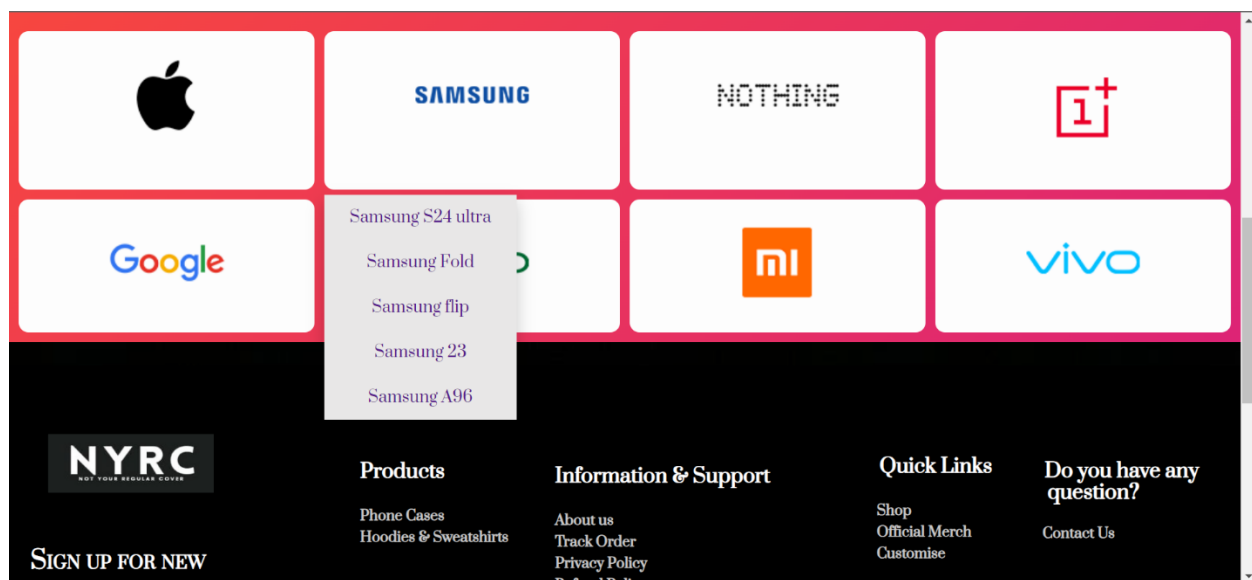 SAMSUNG
NOTHING
1+
Google
Samsung S24 ultra
Samsung Fold
Samsung flip
Samsung 23
Samsung A96
mi
vivo
NYRC
NOT YOUR REGULAR COVER
SIGN UP FOR NEW
Products
Phone Cases
Hoodies & Sweatshirts
Information & Support
About us
Track Order
Privacy Policy
Quick Links
Shop
Official Merch
Customise
Do you have any
question?
Contact Us